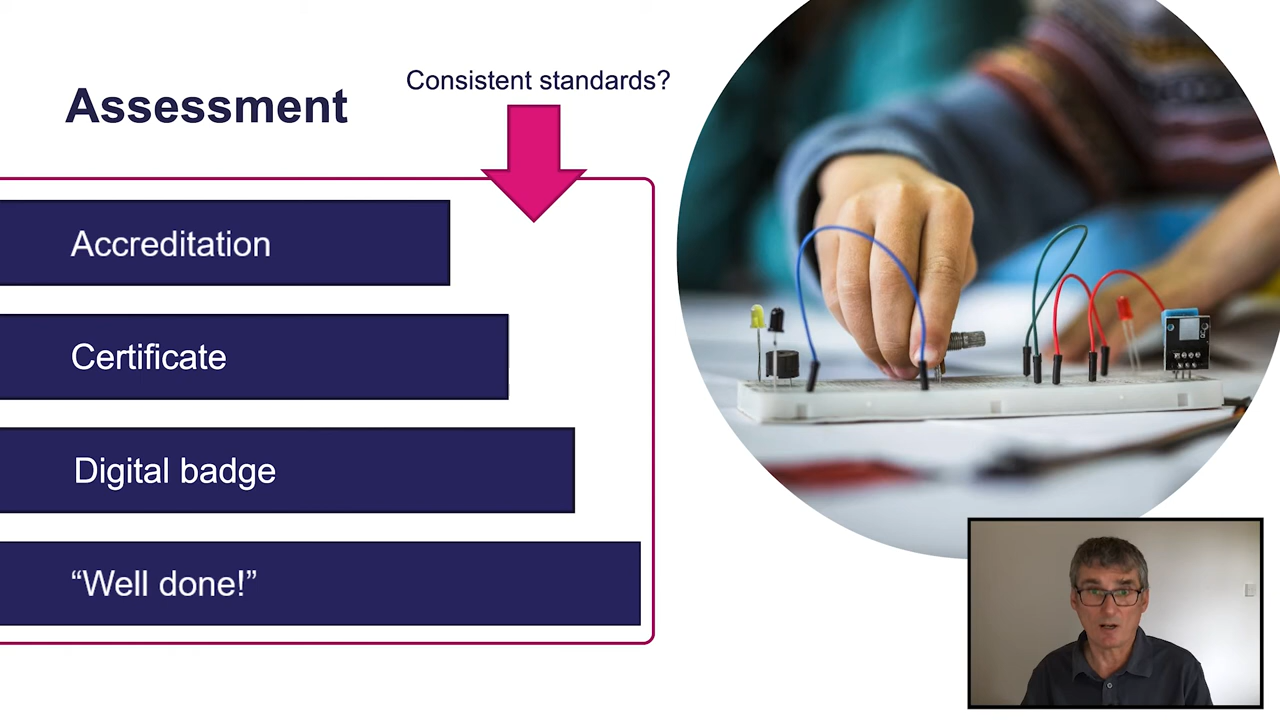 Consistent standards?
Assessment
Accreditation
Certificate
Digital badge
“Well done!”